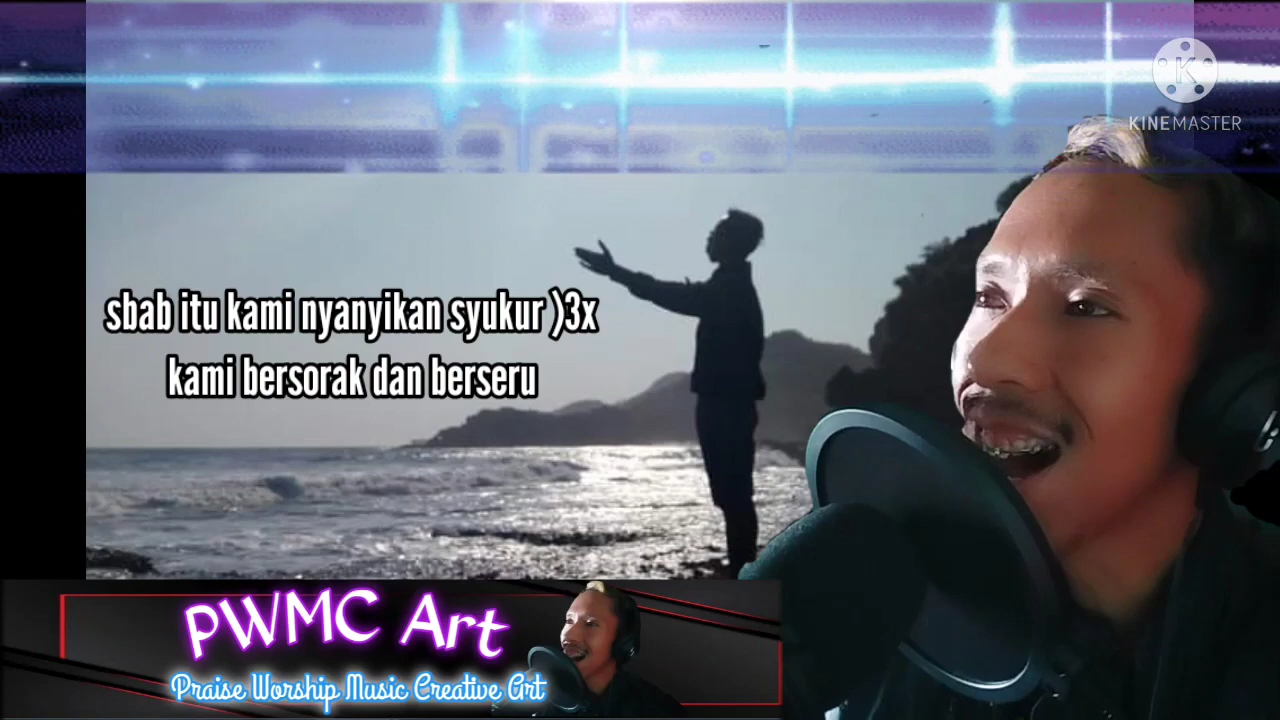 KINEMASTER
sbab itu kami nyanyikan syukur )3x
kami bersorak dan berseru
PWMC Art
Praise Worship Music Creative Art